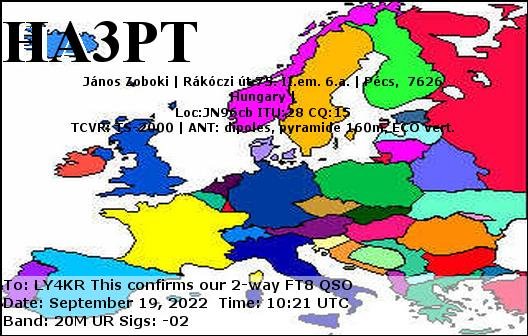 HA3PT
János Zoboki | Rákóczi út 73. II.em. 6.a. | Pécs, 7626
Hungary |
Loc:JN96cb ITU:28 CQ:15
TCVR: TS-2000 | ANT: dipoles, pyramide 160m, ECO vert.
To: LY4KR This confirms our 2-way FT8 QSO
Date: September 19, 2022 Time: 10:21 UTC
Band: 20M UR Sigs: -02